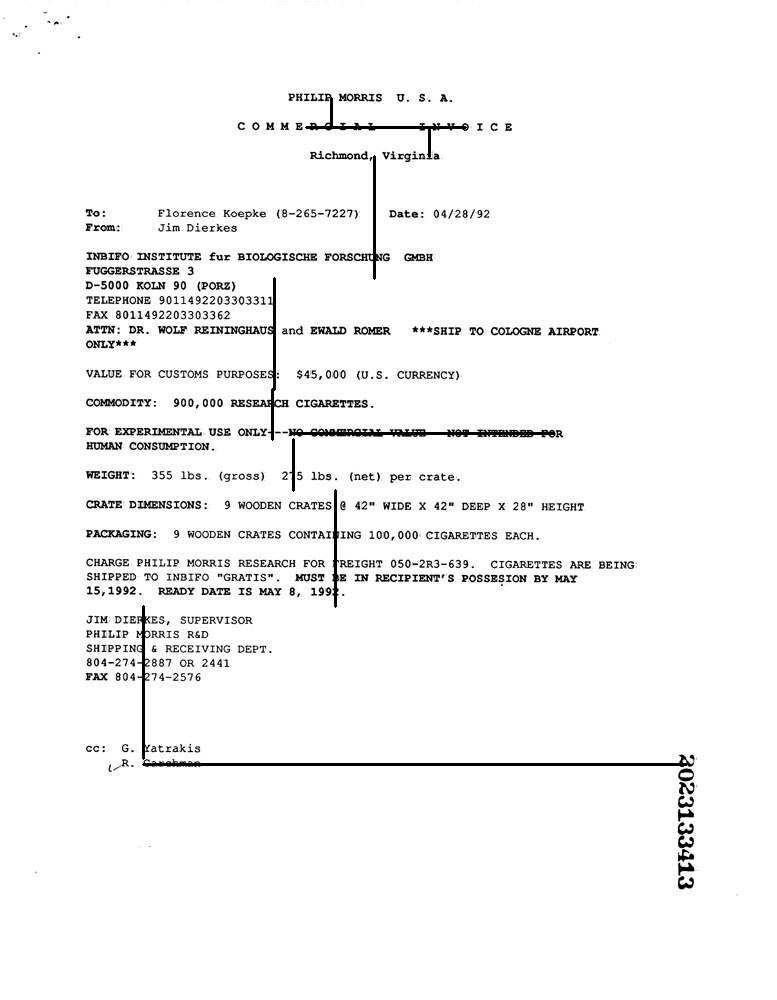 PHILIP MORRIS U. S. A.
C O M M E R C I A L   I N V O I C E
Richmond, Virginia
To: Florence Koepke (8-265-7227) Date: 04/28/92
From: Jim Dierkes
INBIFO INSTITUTE fur BIOLOGISCHE FORSCHUNG GMBH
FUGGERSTRASSE 3
D-5000 KOLN 90 (PORZ)
TELEPHONE 9011492203303311
FAX 8011492203303362
ATTN: DR. WOLF REININGHAUS and EWALD ROMER ***SHIP TO COLOGNE AIRPORT
ONLY***
VALUE FOR CUSTOMS PURPOSES: $45,000 (U.S. CURRENCY)
COMMODITY: 900,000 RESEARCH CIGARETTES.
FOR EXPERIMENTAL USE ONLY---NO COMMERCIAL VALUE NOT INTENDED FOR
HUMAN CONSUMPTION.
WEIGHT: 355 lbs. (gross) lbs. (net) per crate.
CRATE DIMENSIONS: 9 WOODEN CRATES @ 42" WIDE X 42" DEEP X 28" HEIGHT
PACKAGING: 9 WOODEN CRATES CONTAINING 100,000 CIGARETTES EACH.
CHARGE PHILIP MORRIS RESEARCH FOR FREIGHT 050-2R3-639. CIGARETTES ARE BEING
SHIPPED TO INBIFO "GRATIS". MUST BE IN RECIPIENT'S POSSESION BY MAY
15,1992. READY DATE IS MAY 8, 1992.
JIM DIERKES, SUPERVISOR
PHILIP MORRIS R&D
SHIPPING & RECEIVING DEPT.
804-274-2887 OR 2441
FAX 804-274-2576
cc: G. Yatrakis
R.
2023133413